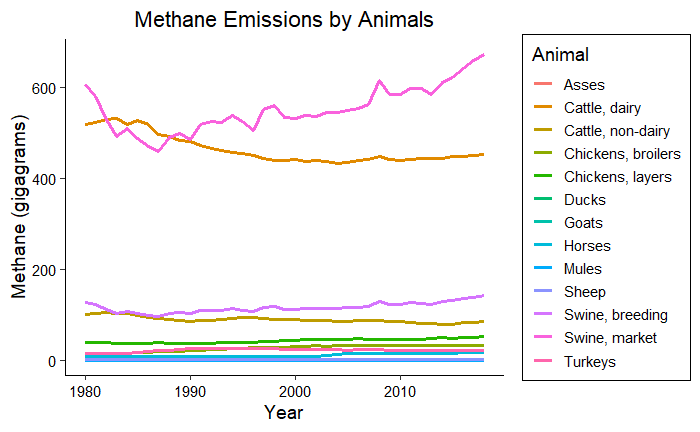 Methane Emissions by Animals
Methane (gigagrams)
600
400
200
0
1980
1990
2000
2010
Year
Animal
Asses
Cattle, dairy
Cattle, non-dairy
Chickens, broilers
Chickens, layers
Ducks
Goats
Horses
Mules
Sheep
Swine, breeding
Swine, market
Turkeys